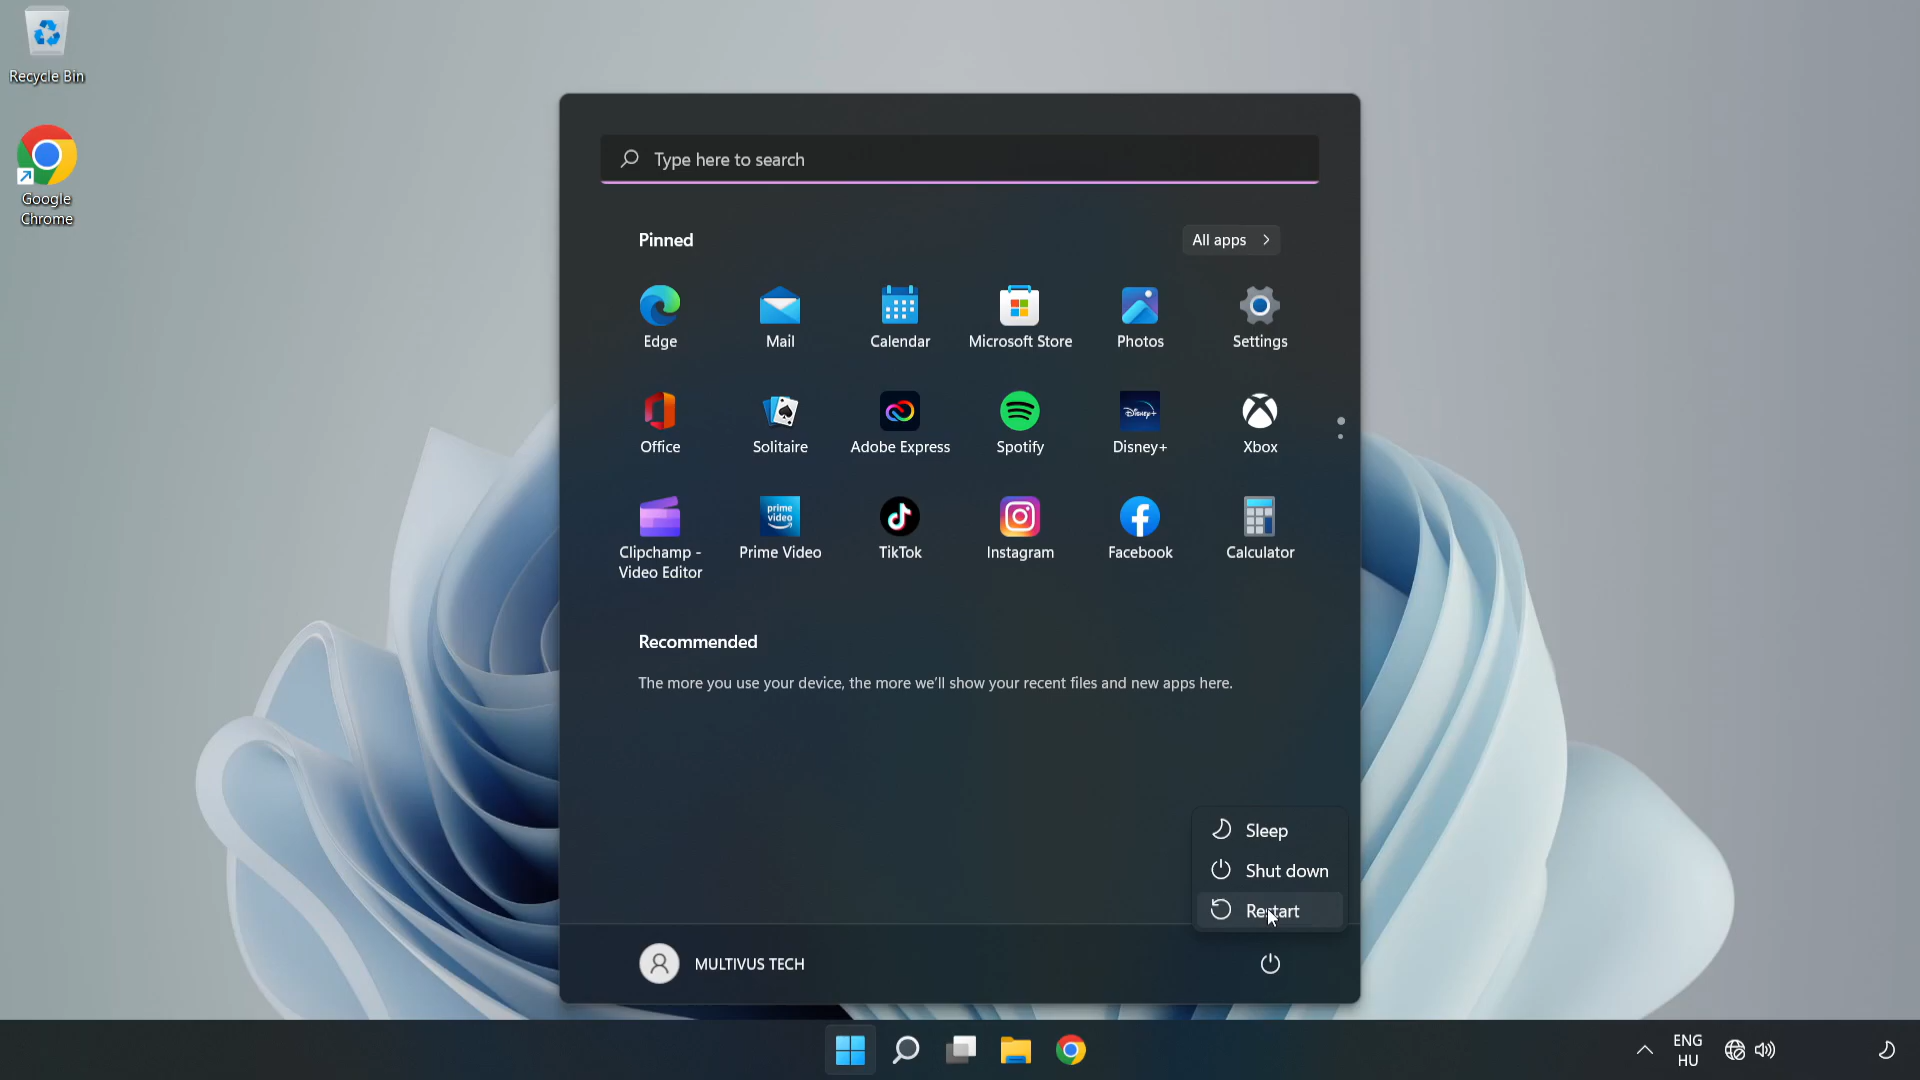 Recycle Bin
Google
Chrome
Type here to search
Pinned
All apps
Edge
Mail
Calendar
Microsoft Store
Photos
Settings
Office
Solitaire
Adobe Express
Spotify
Disney+
Disney+
Xbox
prime
video
Clipchamp -
Video Editor
Prime Video
TikTok
Instagram
Facebook
Calculator
Recommended
The more you use your device, the more we'll show your recent files and new apps here.
Sleep
Shut down
Restart
MULTIVUS TECH
ENG
HU